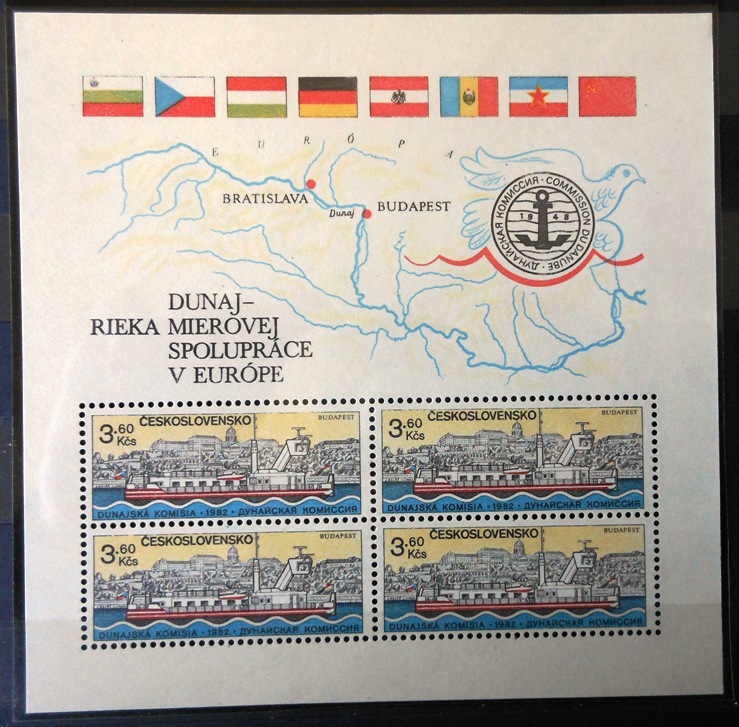 EURÓPA
BRATISLAVA
Dunaj
BUDAPEST
ДУНАЙСКАЯ КОМИССИЯ · COMMISSION DU DANUBE ·
1948
DUNAJ–
RIEKA MIEROVEJ
SPOLUPRÁCE
V EURÓPE
3.60 Kčs
ČESKOSLOVENSKO
BUDAPEST
DUNAJSKÁ KOMISIA · 1982 · ДУНАЙСКАЯ КОМИССИЯ
3.60 Kčs
ČESKOSLOVENSKO
BUDAPEST
DUNAJSKÁ KOMISIA · 1982 · ДУНАЙСКАЯ КОМИССИЯ
3.60 Kčs
ČESKOSLOVENSKO
BUDAPEST
DUNAJSKÁ KOMISIA · 1982 · ДУНАЙСКАЯ КОМИССИЯ
3.60 Kčs
ČESKOSLOVENSKO
BUDAPEST
DUNAJSKÁ KOMISIA · 1982 · ДУНАЙСКАЯ КОМИССИЯ